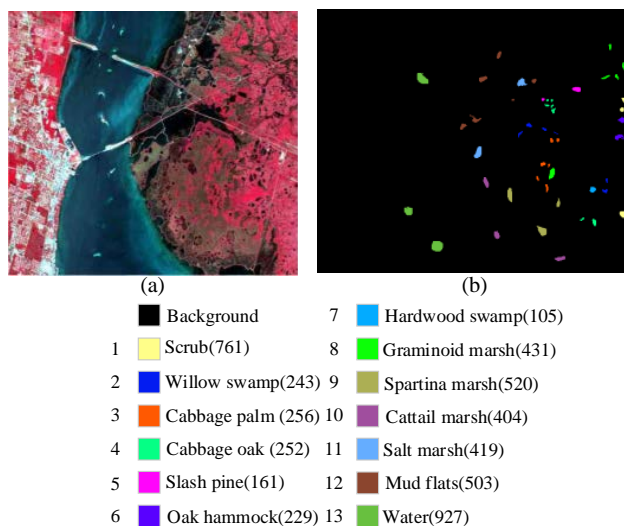 (a) (b)
Background
1 Scrub(761)
2 Willow swamp(243)
3 Cabbage palm(256)
4 Cabbage oak (252)
5 Slash pine(161)
6 Oak hammock(229)
7 Hardwood swamp(105)
8 Graminoid marsh(431)
9 Spartina marsh(520)
10 Cattail marsh(404)
11 Salt marsh(419)
12 Mud flats(503)
13 Water(927)